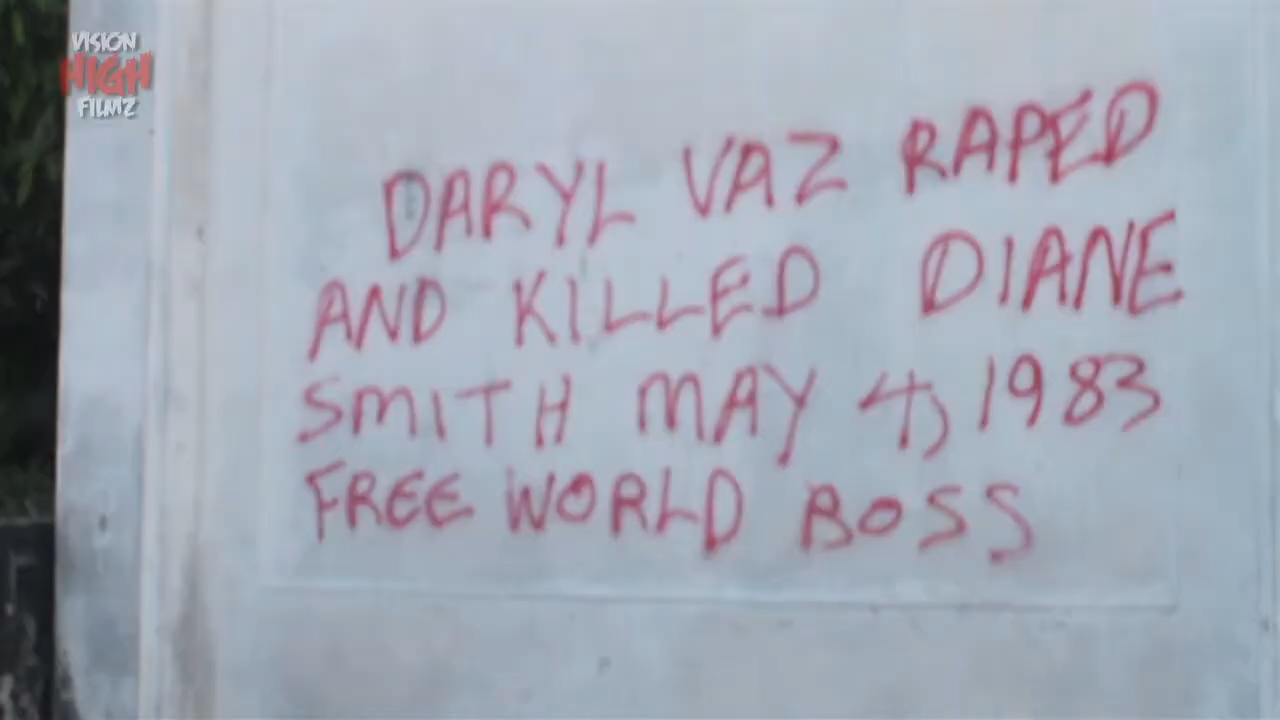 VISION
HIGH
FILMZ
DARYL VAZ RAPED
AND KILLED DIANE
SMITH MAY 4, 1983
FREE WORLD BOSS